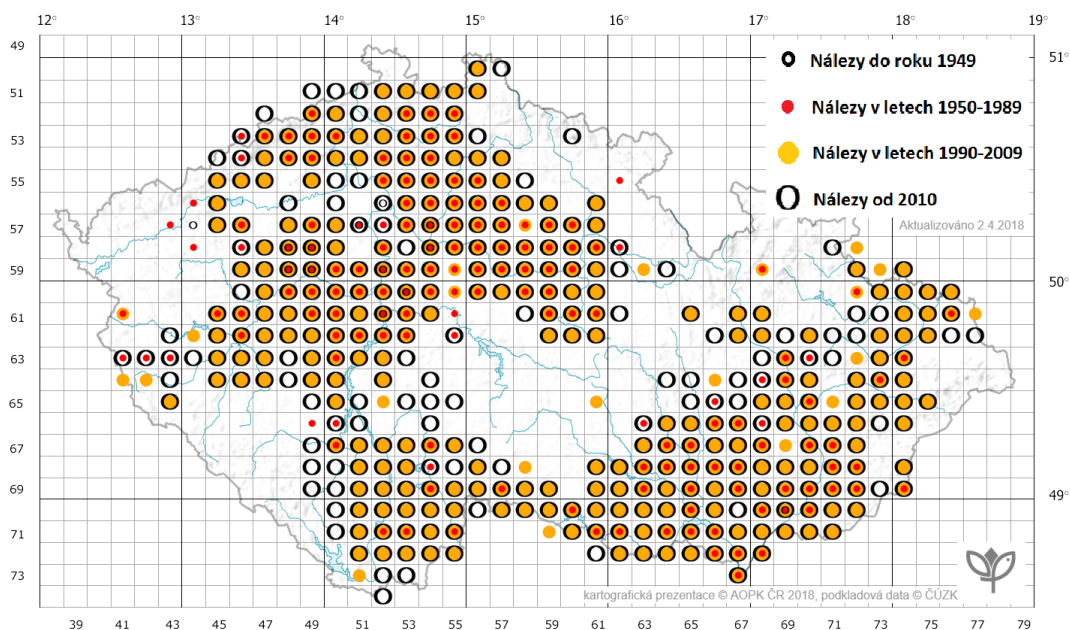 12° 13° 14° 15° 16° 17° 18° 19°
49
51°
Nálezy do roku 1949
51
Nálezy v letech 1950-1989
53
Nálezy v letech 1990-2009
55
Nálezy od 2010
57
Aktualizováno 2.4.2018
59
50°
61
63
65
67
69
49°
71
73
kartografická prezentace © AOPK ČR 2018, podkladová data © ČÚZK
39 41 43 45 47 49 51 53 55 57 59 61 63 65 67 69 71 73 75 77 79